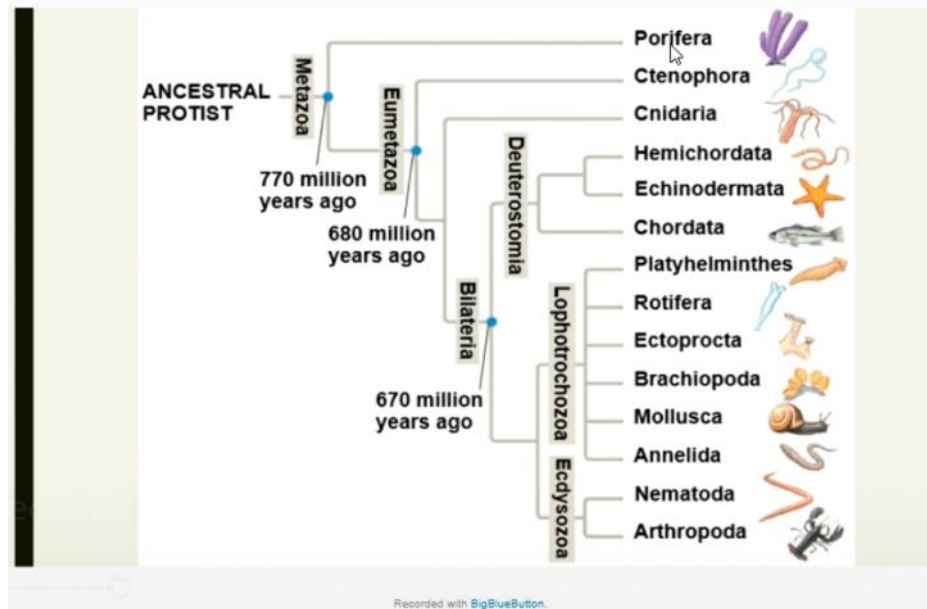 Porifera
Ctenophora
Cnidaria
Hemichordata
Echinodermata
Chordata
Platyhelminthes
Rotifera
Ectoprocta
Brachiopoda
Mollusca
Annelida
Nematoda
Arthropoda
ANCESTRAL
PROTIST
Metazoa
770 million
years ago
Eumetazoa
680 million
years ago
Bilateria
670 million
years ago
Deuterostomia
Lophotrochozoa
Ecdysozoa
Recorded with BigBlueButton.